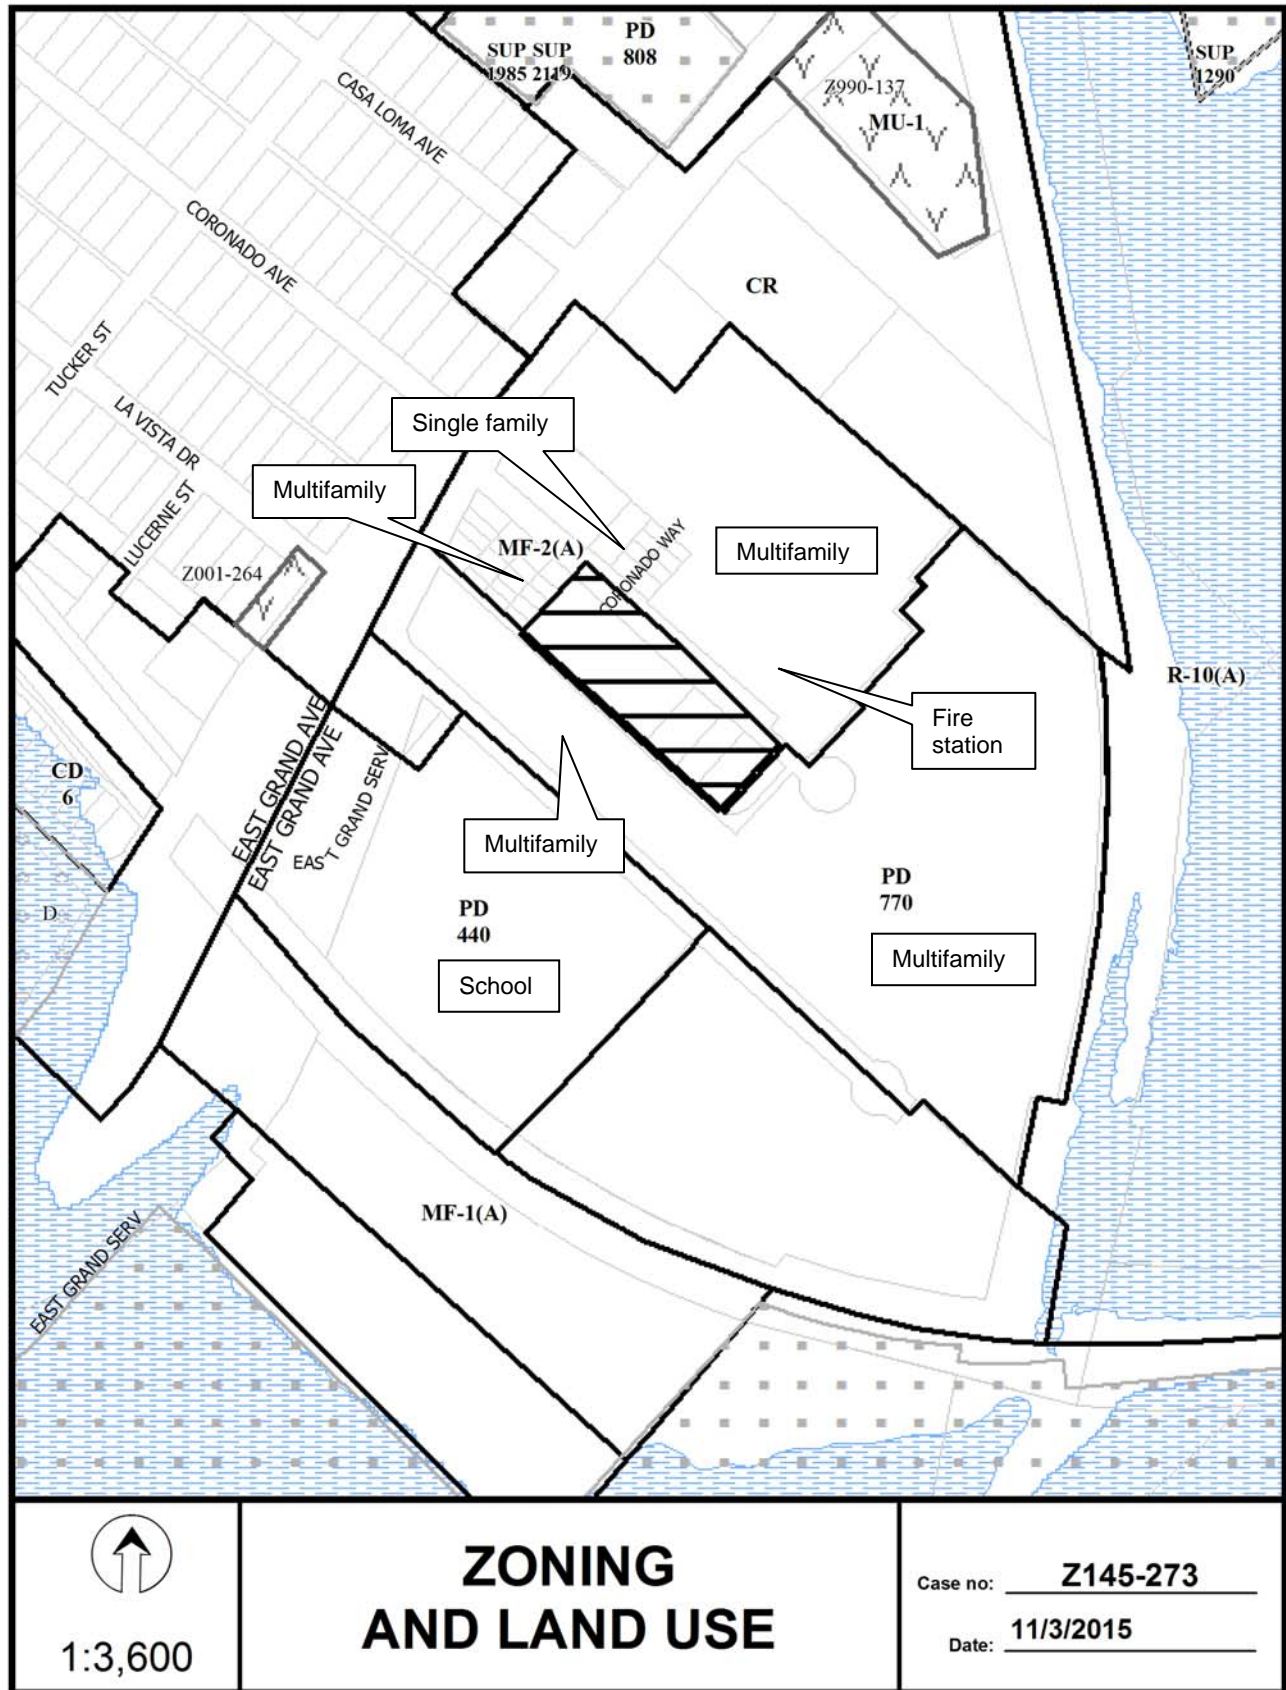 PD
808
SUP SUP
1985 2119
SUP
1290
Z990-137
MU-1
CASA LOMA AVE
CORONADO AVE
CR
TUCKER ST
LA VISTA DR
LUCERNE ST
Single family
Multifamily
MF-2(A)
CORONADO WAY
Multifamily
Z001-264
R-10(A)
Fire
station
EAST GRAND AVE
EAST GRAND AVE
EAST GRAND SERV
CD
6
Multifamily
PD
770
D
PD
440
Multifamily
School
MF-1(A)
EAST GRAND SERV
1:3,600
ZONING
AND LAND USE
Case no: Z145-273
Date: 11/3/2015